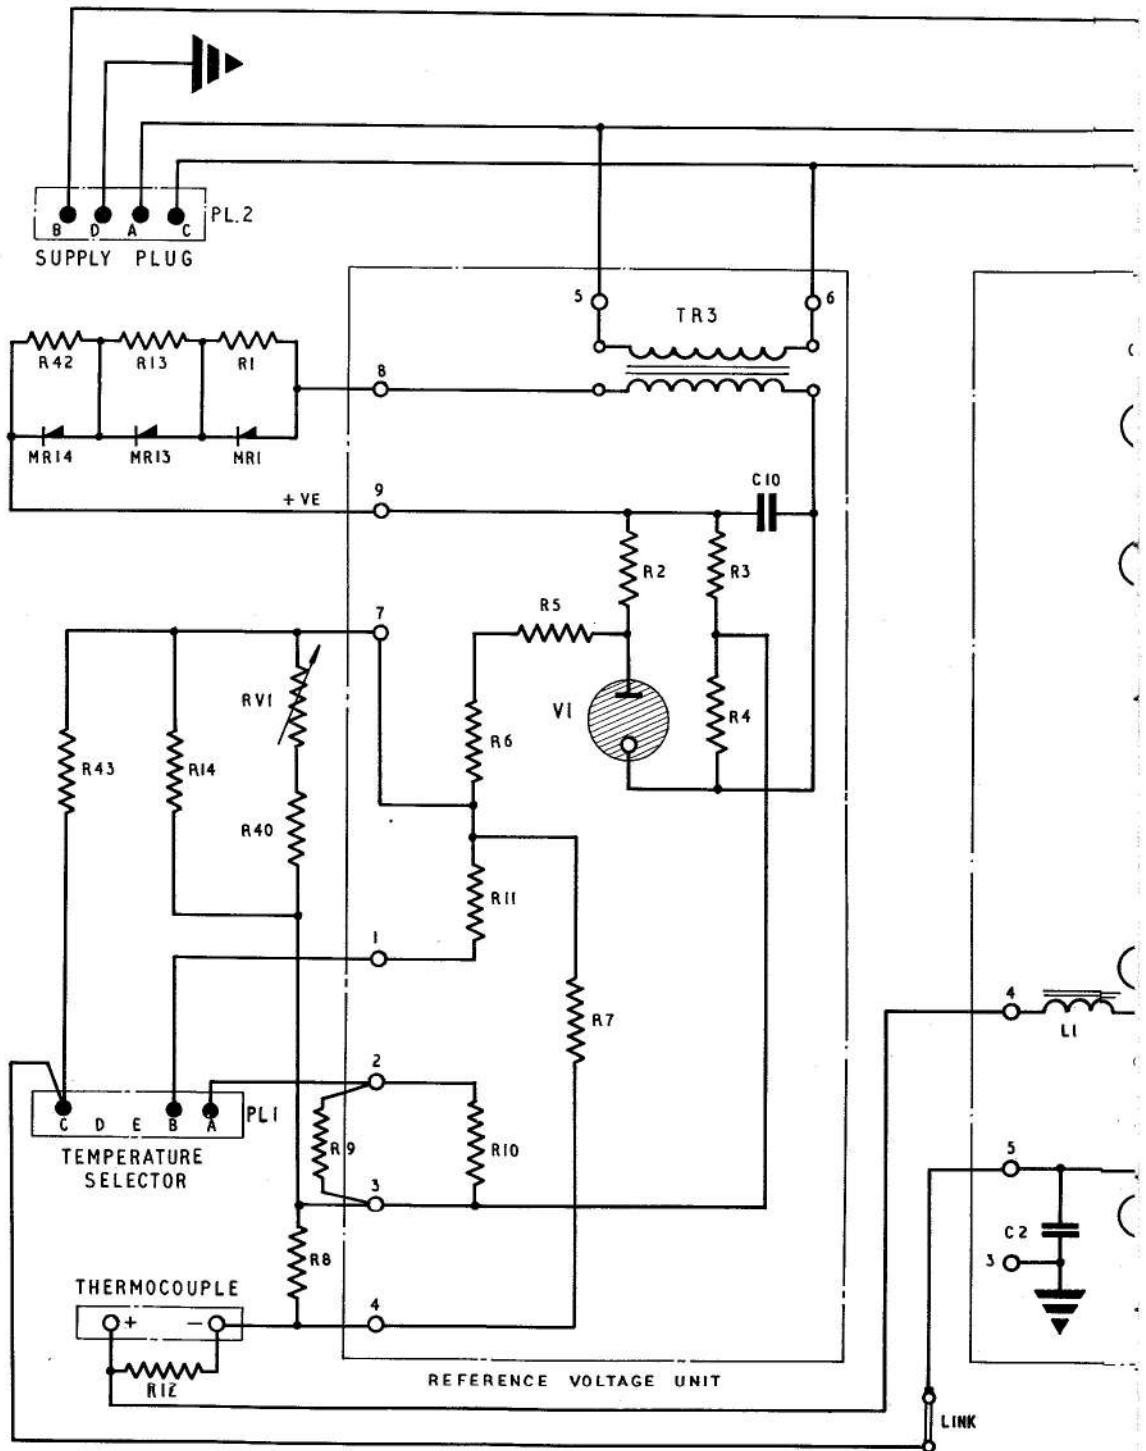 PL.2
B D A C
SUPPLY PLUG
5
6
TR3
R42
R13
R1
8
MR14
MR13
MR1
C10
+VE
9
R2
R3
R5
7
RV1
V1
R4
R6
R43
R14
R40
R11
1
R7
4
L1
2
C D E B A
PL1
TEMPERATURE
SELECTOR
R9
R10
3
5
R8
C2
3
THERMOCOUPLE
4
+ −
R12
REFERENCE VOLTAGE UNIT
LINK